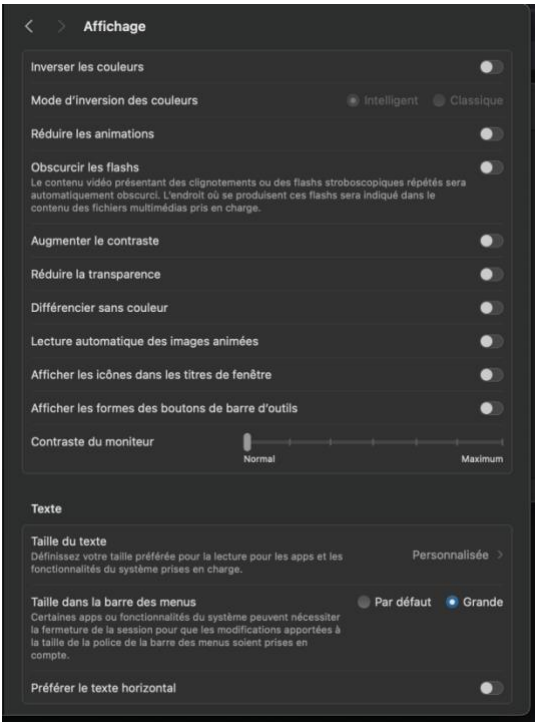 Affichage
Inverser les couleurs
Mode d'inversion des couleurs Intelligent Classique
Réduire les animations
Obscurcir les flashs
Le contenu vidéo présentant des clignotements ou des flashs stroboscopiques répétés sera
automatiquement obscurci. L'endroit où se produisent ces flashs sera indiqué dans le
contenu des fichiers multimédias pris en charge.
Augmenter le contraste
Réduire la transparence
Différencier sans couleur
Lecture automatique des images animées
Afficher les icônes dans les titres de fenêtre
Afficher les formes des boutons de barre d'outils
Contraste du moniteur
Normal Maximum
Texte
Taille du texte
Définissez votre taille préférée pour la lecture pour les apps et les
fonctionnalités du système prises en charge.
Personnalisée
Taille dans la barre des menus Par défaut Grande
Certaines apps ou fonctionnalités du système peuvent nécessiter
la fermeture de la session pour que les modifications apportées à
la taille de la police de la barre des menus soient prises en
compte.
Préférer le texte horizontal